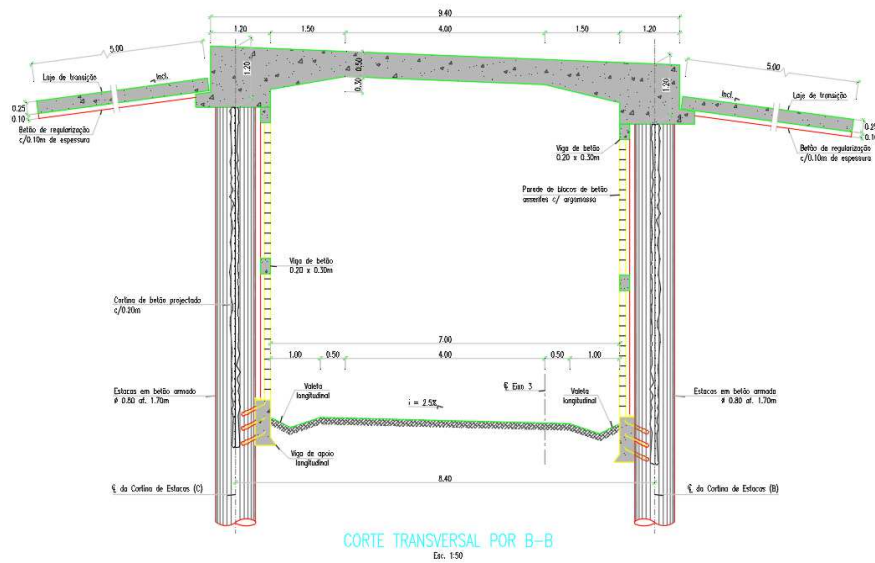 9.40
1.20 1.50 4.00 1.50 1.20
5.00
1.20
0.50
0.30
1.20
5.00
Laje de transição
Incl.
Incl.
Laje de transição
0.25
0.10
Betão de regularização
c/0.10m de espessura
0.25
0.10
Betão de regularização
c/0.10m de espessura
Viga de betão
0.20 x 0.30m
Parede de blocos de betão
assentes c/ argamassa
Viga de betão
0.20 x 0.30m
Cortina de betão projectado
c/0.20m
7.00
1.00 0.50 4.00 0.50 1.00
Estacas em betão armado
ø 0.80 af. 1.70m
Valeta
longitudinal
i = 2.5%
Eixo 3
Valeta
longitudinal
Estacas em betão armado
ø 0.80 af. 1.70m
Viga de apoio
longitudinal
8.40
da Cortina de Estacas (C)
da Cortina de Estacas (B)
CORTE TRANSVERSAL POR B-B
Esc. 1:50